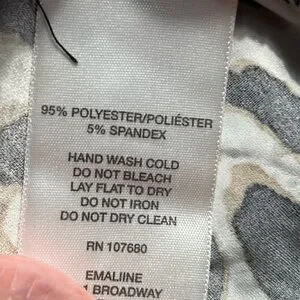 95% POLYESTER/POLIÉSTER
5% SPANDEX
HAND WASH COLD
DO NOT BLEACH
LAY FLAT TO DRY
DO NOT IRON
DO NOT DRY CLEAN
RN 107680
EMALIINE
1 BROADWAY